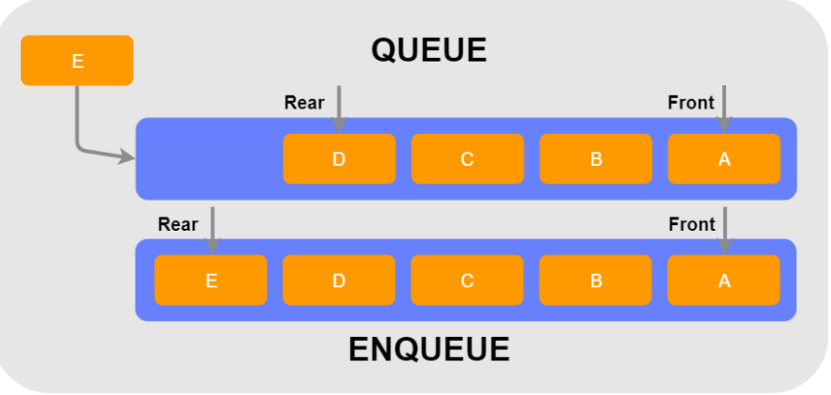 QUEUE
E
Rear Front
D C B A
Rear Front
E D C B A
ENQUEUE